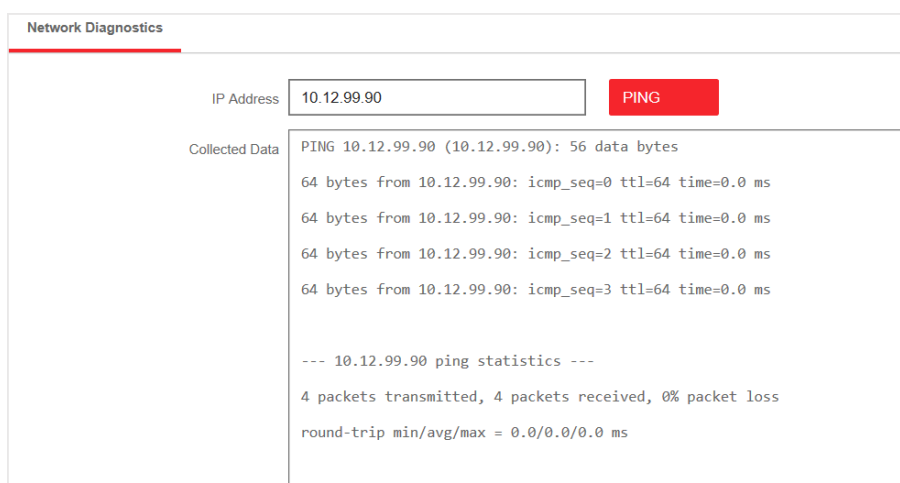 Network Diagnostics
IP Address 10.12.99.90 PING
Collected Data PING 10.12.99.90 (10.12.99.90): 56 data bytes
64 bytes from 10.12.99.90: icmp_seq=0 ttl=64 time=0.0 ms
64 bytes from 10.12.99.90: icmp_seq=1 ttl=64 time=0.0 ms
64 bytes from 10.12.99.90: icmp_seq=2 ttl=64 time=0.0 ms
64 bytes from 10.12.99.90: icmp_seq=3 ttl=64 time=0.0 ms
--- 10.12.99.90 ping statistics ---
4 packets transmitted, 4 packets received, 0% packet loss
round-trip min/avg/max = 0.0/0.0/0.0 ms